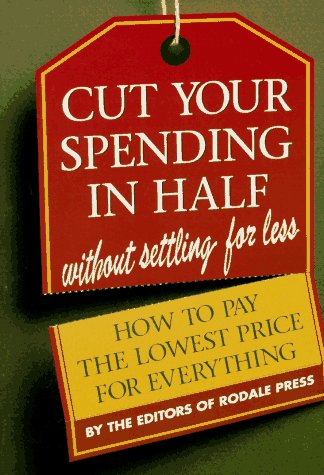 CUT YOUR
SPENDING
IN HALF
without settling for less
HOW TO PAY
THE LOWEST PRICE
FOR EVERYTHING
BY THE EDITORS OF RODALE PRESS